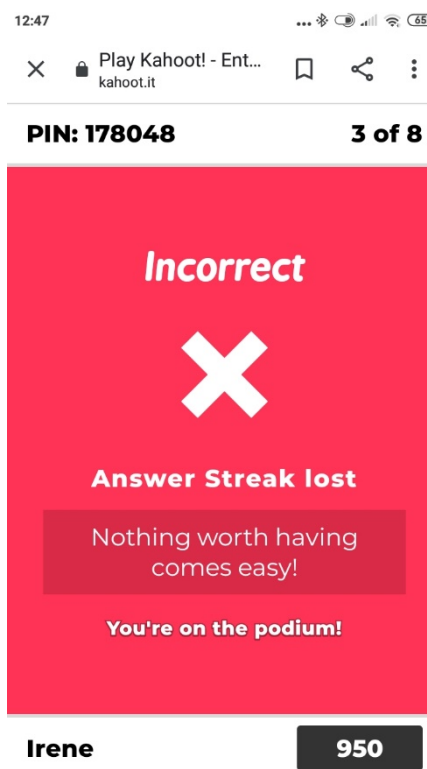 12:47
65
Play Kahoot! - Ent...
kahoot.it
PIN: 178048 3 of 8
Incorrect
Answer Streak lost
Nothing worth having
comes easy!
You're on the podium!
Irene 950